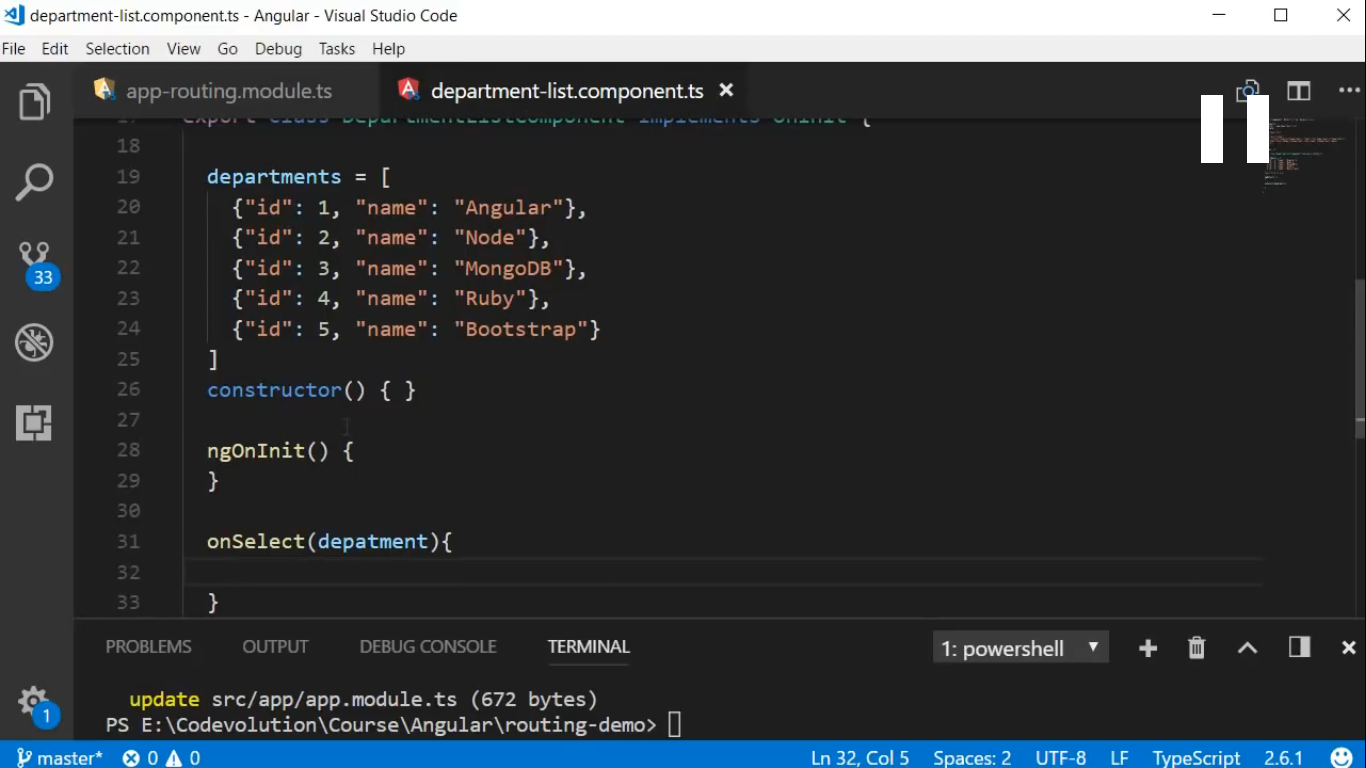 department-list.component.ts - Angular - Visual Studio Code
File Edit Selection View Go Debug Tasks Help
app-routing.module.ts department-list.component.ts
17 export class DepartmentListComponent implements OnInit {
18
19 departments = [
20 {"id": 1, "name": "Angular"},
21 {"id": 2, "name": "Node"},
22 {"id": 3, "name": "MongoDB"},
23 {"id": 4, "name": "Ruby"},
24 {"id": 5, "name": "Bootstrap"}
25 ]
26 constructor() { }
27
28 ngOnInit() {
29 }
30
31 onSelect(depatment){
32
33 }
33
1
PROBLEMS OUTPUT DEBUG CONSOLE TERMINAL 1: powershell
update src/app/app.module.ts (672 bytes)
PS E:\Codevolution\Course\Angular\routing-demo>
master* 0 0 Ln 32, Col 5 Spaces: 2 UTF-8 LF TypeScript 2.6.1